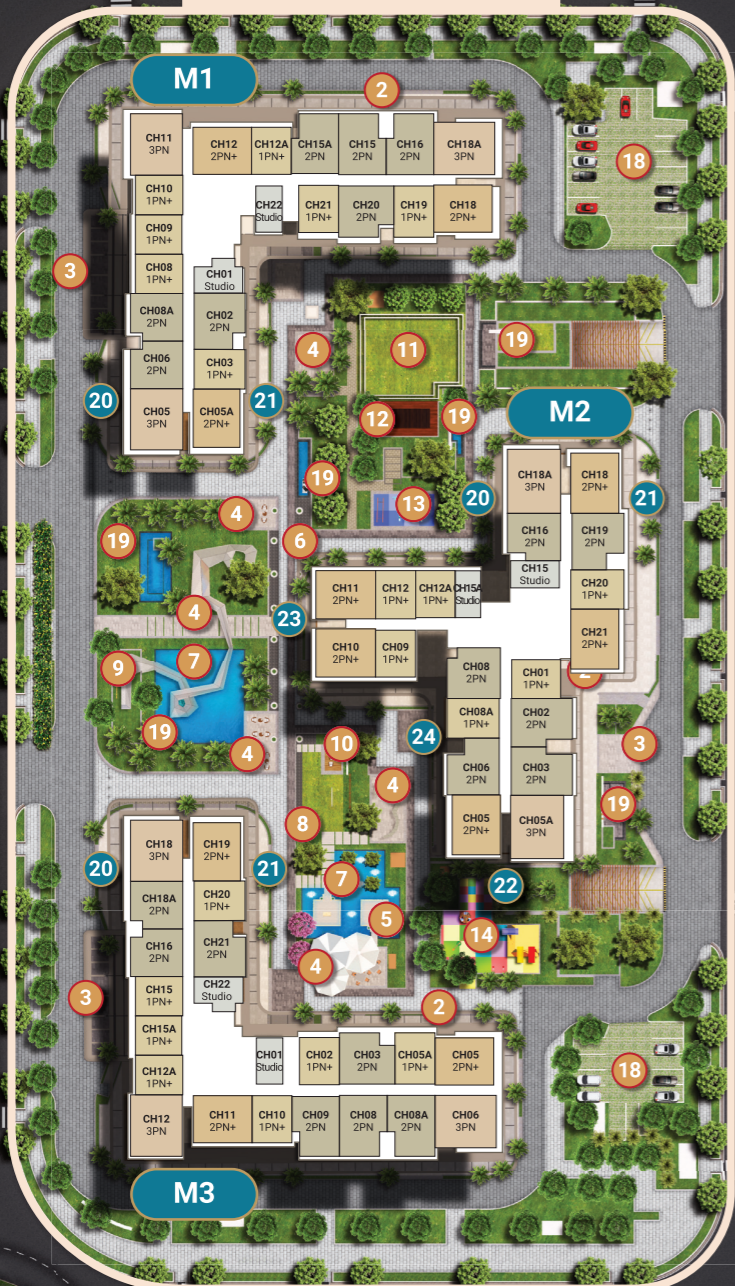 M1
2
CH11
3PN
CH12
2PN+
CH12A
1PN+
CH15A
2PN
CH15
2PN
CH16
2PN
CH18A
3PN
18
CH10
1PN+
CH22
Studio
CH21
1PN+
CH20
2PN
CH19
1PN+
CH18
2PN+
CH09
1PN+
3
CH08
1PN+
CH01
Studio
CH08A
2PN
CH02
2PN
CH06
2PN
CH03
1PN+
4
11
19
20
CH05
3PN
CH05A
2PN+
21
12
19
M2
19
13
20
CH18A
3PN
CH18
2PN+
21
4
19
6
CH16
2PN
CH19
2PN
CH15
Studio
CH11
2PN+
CH12
1PN+
CH12A
1PN+
CH15A
Studio
CH20
1PN+
4
23
CH10
2PN+
CH09
1PN+
CH21
2PN+
9
7
CH08
2PN
CH01
1PN+
2
19
4
10
CH08A
1PN+
CH02
2PN
24
3
4
CH06
2PN
CH03
2PN
19
8
CH05
2PN+
CH05A
3PN
20
CH18
3PN
CH19
2PN+
21
7
22
CH18A
2PN
CH20
1PN+
5
14
CH16
2PN
CH21
2PN
4
3
CH15
1PN+
CH22
Studio
2
CH15A
1PN+
CH01
Studio
CH02
1PN+
CH03
2PN
CH05A
1PN+
CH05
2PN+
CH12A
1PN+
18
CH12
3PN
CH11
2PN+
CH10
1PN+
CH09
2PN
CH08
2PN
CH08A
2PN
CH06
3PN
M3